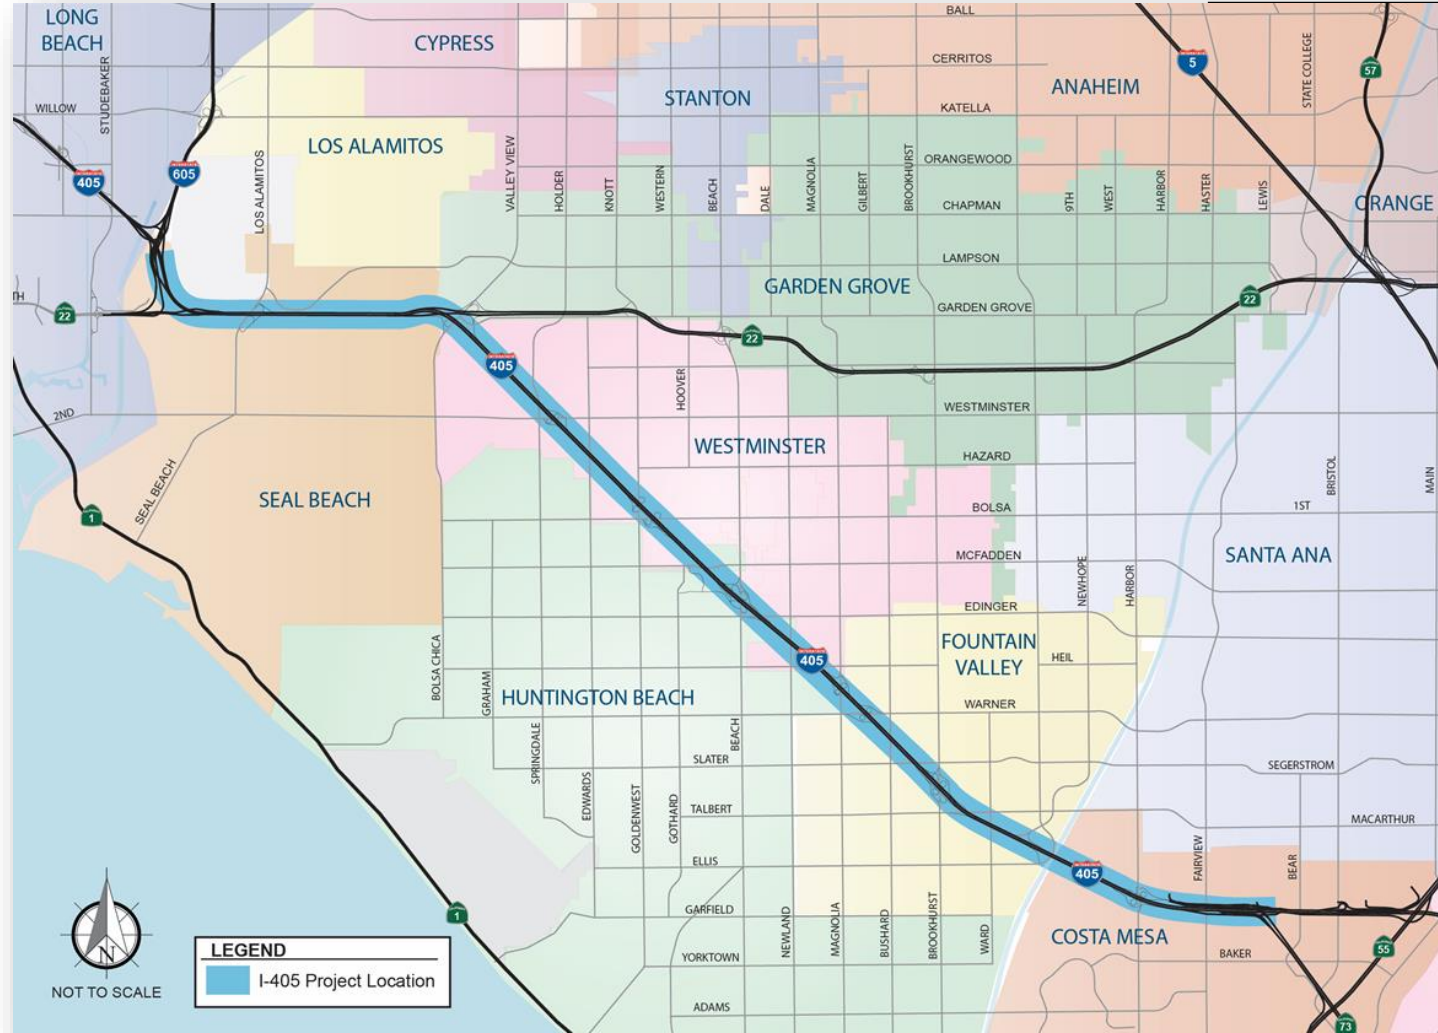 LONG
BEACH
CYPRESS
BALL
CERRITOS
STANTON
ANAHEIM
5
57
STATE COLLEGE
KATELLA
WILLOW
STUDEBAKER
LOS ALAMITOS
405
605
LOS ALAMITOS
VALLEY VIEW
HOLDER
KNOTT
WESTERN
BEACH
DALE
MAGNOLIA
GILBERT
BROOKHURST
ORANGEWOOD
CHAPMAN
9TH
WEST
HARBOR
HASTER
LEWIS
ORANGE
LAMPSON
GARDEN GROVE
GARDEN GROVE
TH
22
22
22
405
HOOVER
WESTMINSTER
2ND
WESTMINSTER
HAZARD
SEAL BEACH
SEAL BEACH
1
BOLSA
1ST
BRISTOL
MAIN
MCFADDEN
SANTA ANA
NEWHOPE
HARBOR
EDINGER
FOUNTAIN
VALLEY
HEIL
405
BOLSA CHICA
GRAHAM
HUNTINGTON BEACH
WARNER
SPRINGDALE
BEACH
SLATER
SEGERSTROM
EDWARDS
GOLDENWEST
GOTHARD
TALBERT
MACARTHUR
ELLIS
405
FAIRVIEW
BEAR
1
GARFIELD
NEWLAND
MAGNOLIA
BUSHARD
BROOKHURST
WARD
COSTA MESA
YORKTOWN
BAKER
55
ADAMS
73
N
NOT TO SCALE
LEGEND
I-405 Project Location